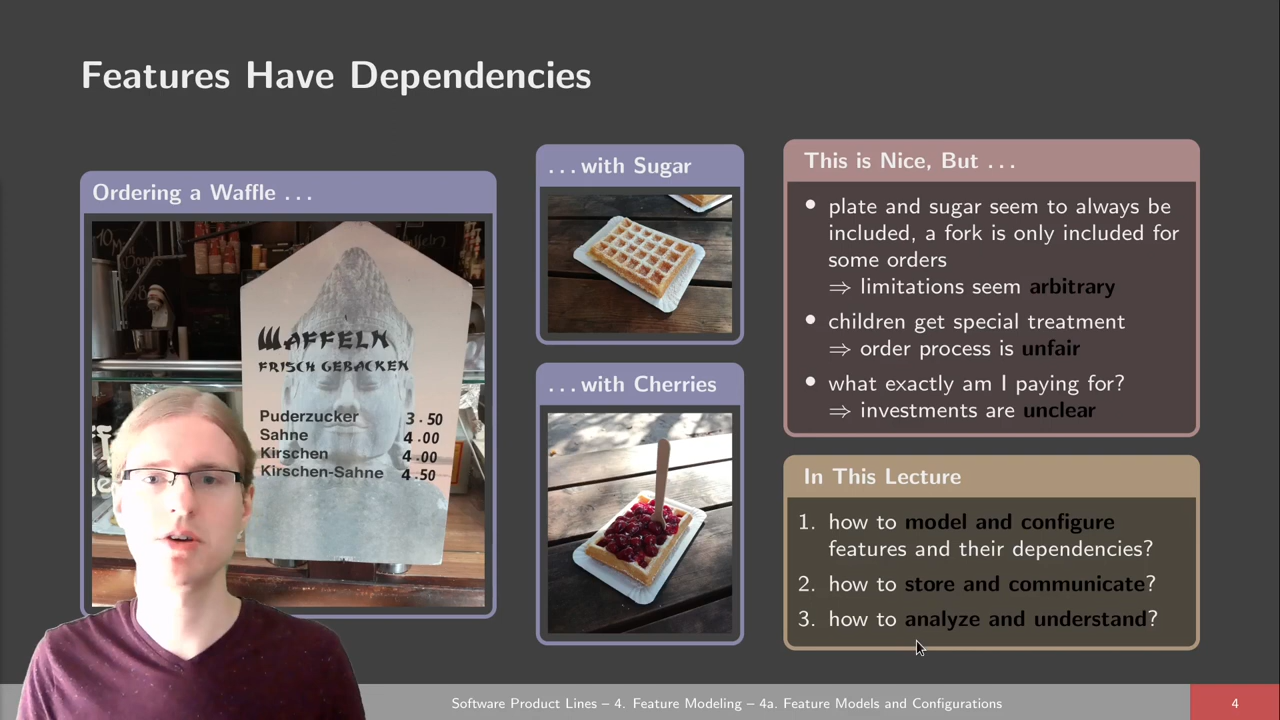 Features Have Dependencies
Ordering a Waffle . . .
WAFFELN
FRISCH GEBACKEN
Puderzucker 3.50
Sahne 4.00
Kirschen 4.00
Kirschen-Sahne 4.50
. . . with Sugar
. . . with Cherries
This is Nice, But . . .
• plate and sugar seem to always be
included, a fork is only included for
some orders
⇒ limitations seem arbitrary
• children get special treatment
⇒ order process is unfair
• what exactly am I paying for?
⇒ investments are unclear
In This Lecture
1. how to model and configure
features and their dependencies?
2. how to store and communicate?
3. how to analyze and understand?
Software Product Lines – 4. Feature Modeling – 4a. Feature Models and Configurations
4